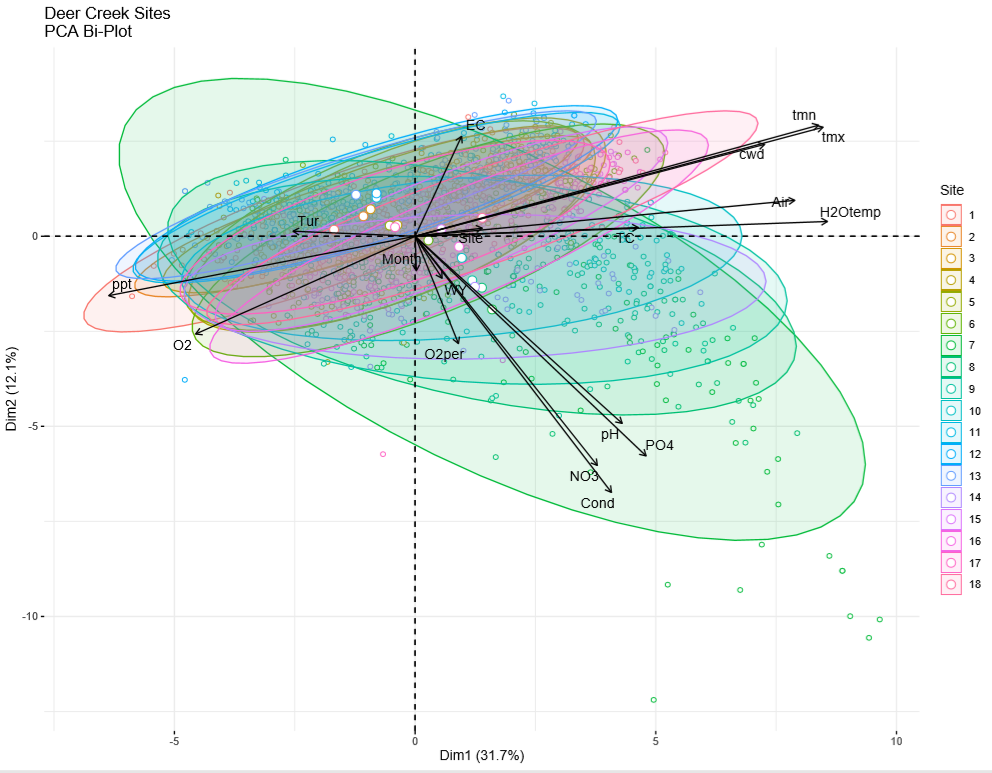 Deer Creek Sites
PCA Bi-Plot
EC
tmn
tmx
cwd
Air
H2Otemp
Tur
Site
TC
Month
WY
ppt
O2
O2per
pH
PO4
NO3
Cond
0
-5
-10
-5
0
5
10
Dim1 (31.7%)
Dim2 (12.1%)
Site
1
2
3
4
5
6
7
8
9
10
11
12
13
14
15
16
17
18